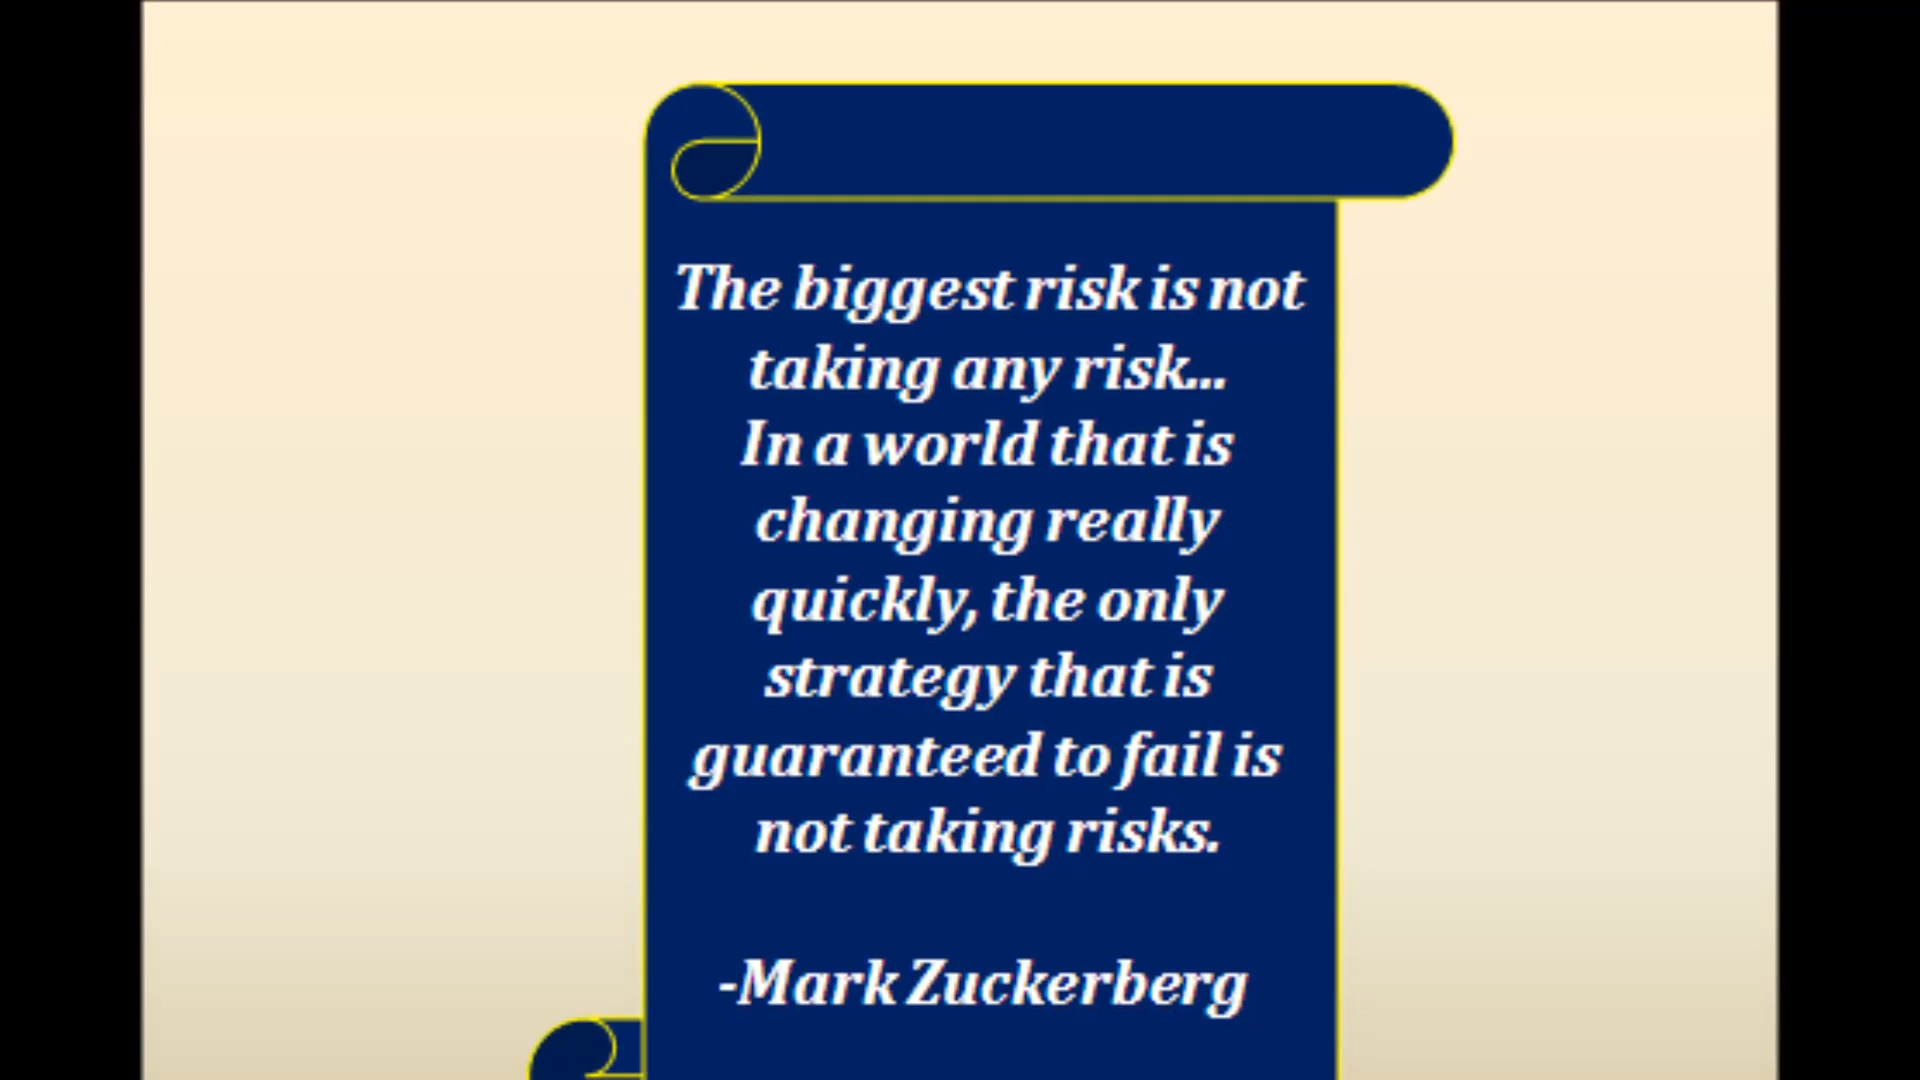 The biggest risk is not
taking any risk...
In a world that is
changing really
quickly, the only
strategy that is
guaranteed to fail is
not taking risks.
-Mark Zuckerberg